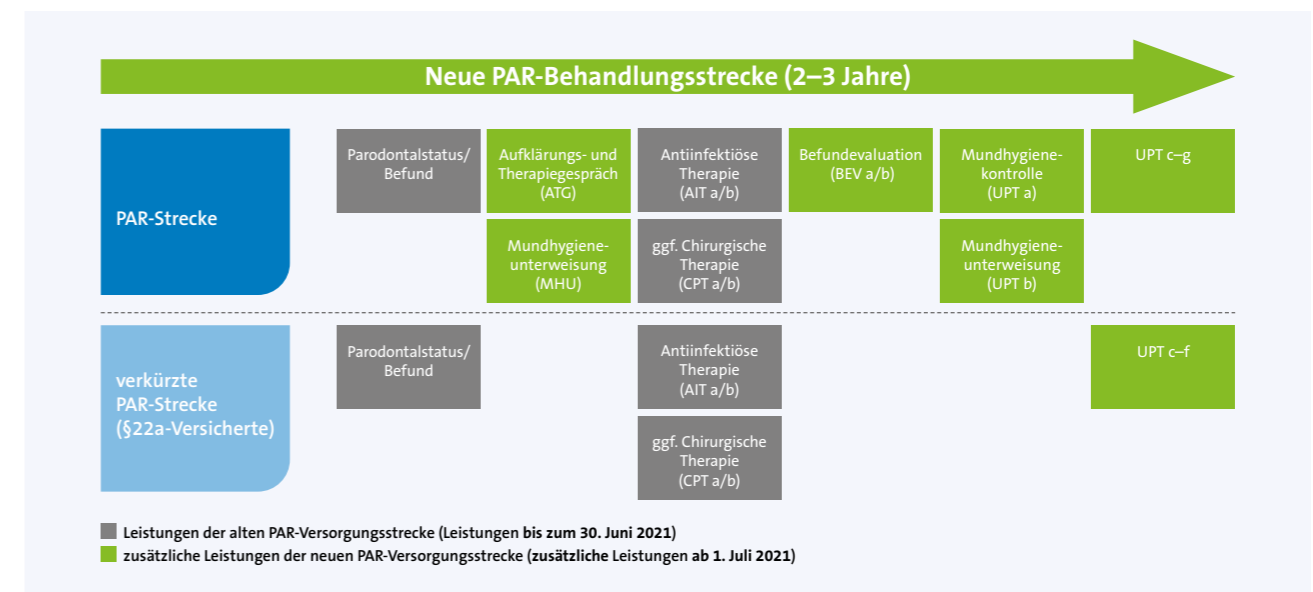 Neue PAR-Behandlungsstrecke (2–3 Jahre)
PAR-Strecke
Parodontalstatus/
Befund
Aufklärungs- und
Therapiegespräch
(ATG)
Mundhygiene-
unterweisung
(MHU)
Antiinfektiöse
Therapie
(AIT a/b)
ggf. Chirurgische
Therapie
(CPT a/b)
Befundevaluation
(BEV a/b)
Mundhygiene-
kontrolle
(UPT a)
Mundhygiene-
unterweisung
(UPT b)
UPT c–g
verkürzte
PAR-Strecke
(§22a-Versicherte)
Parodontalstatus/
Befund
Antiinfektiöse
Therapie
(AIT a/b)
ggf. Chirurgische
Therapie
(CPT a/b)
UPT c–f
Leistungen der alten PAR-Versorgungsstrecke (Leistungen bis zum 30. Juni 2021)
zusätzliche Leistungen der neuen PAR-Versorgungsstrecke (zusätzliche Leistungen ab 1. Juli 2021)